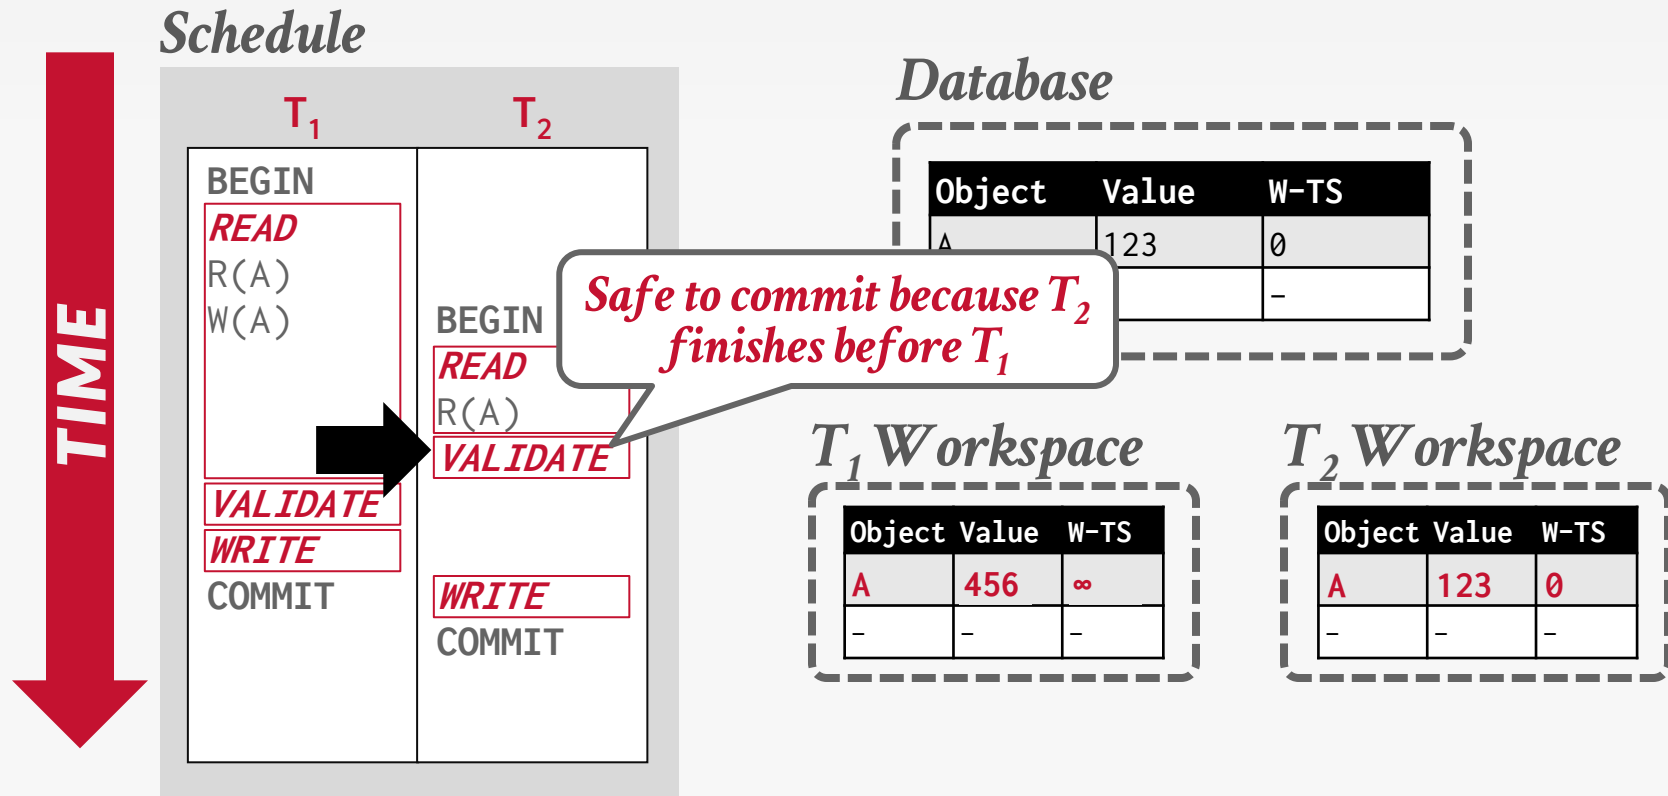 Schedule
TIME
T1 T2
BEGIN
READ
R(A)
W(A)
VALIDATE
WRITE
COMMIT
BEGIN
READ
R(A)
VALIDATE
WRITE
COMMIT
Safe to commit because T2
finishes before T1
Database
Object Value W-TS
A 123 0
-
T1 Workspace
Object Value W-TS
A 456 ∞
- - -
T2 Workspace
Object Value W-TS
A 123 0
- - -